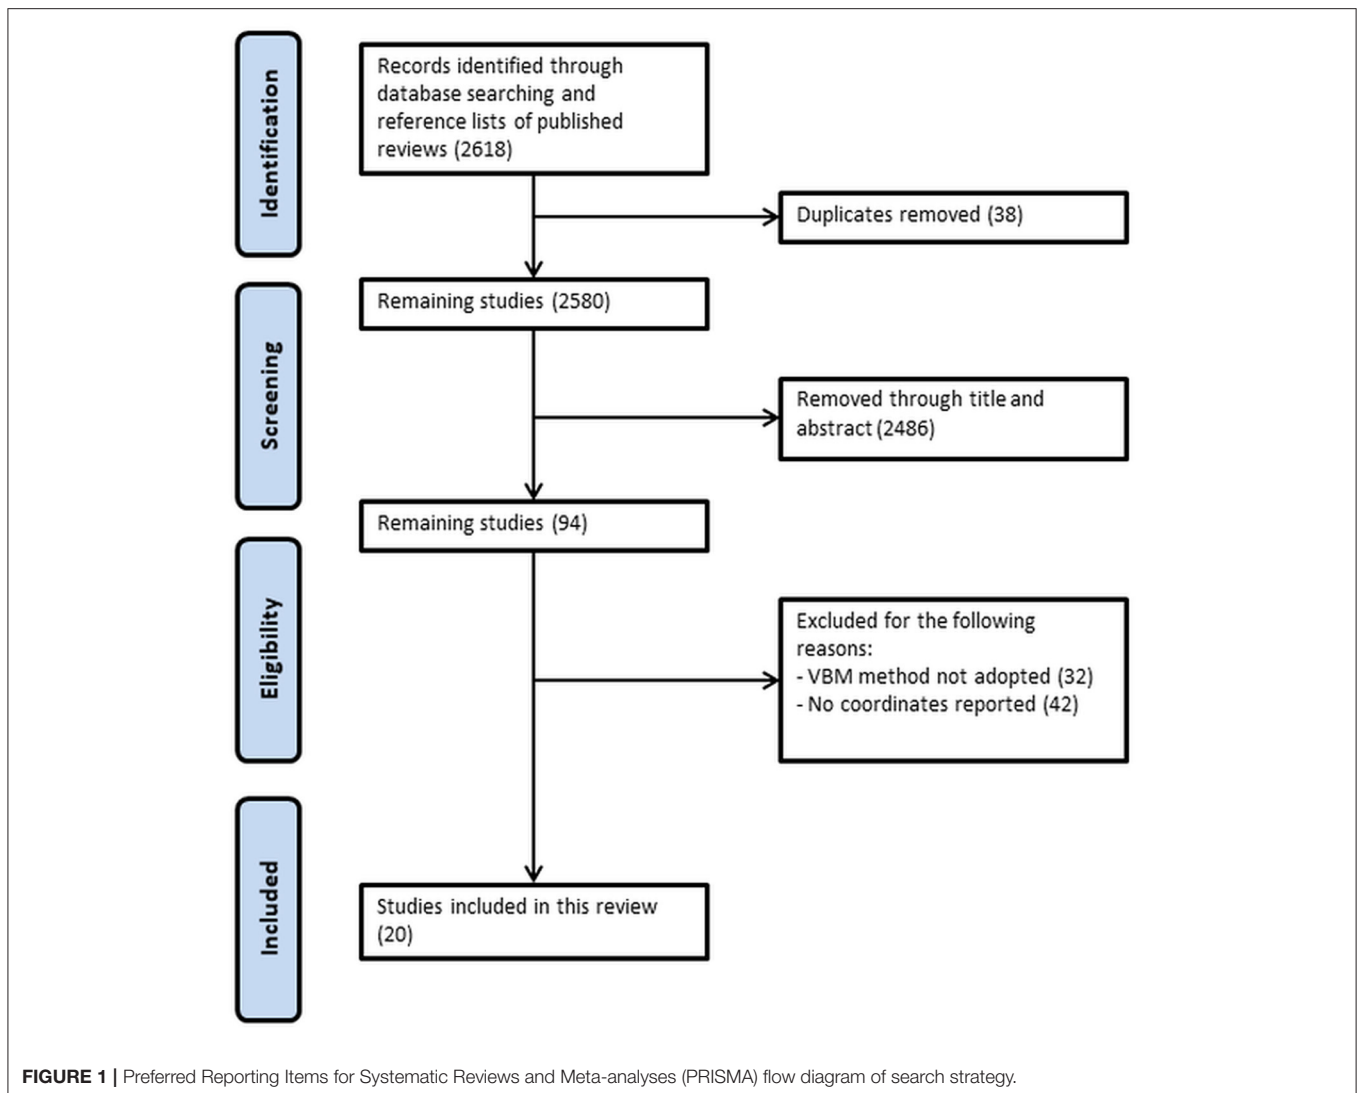 Identification
Records identified through
database searching and
reference lists of published
reviews (2618)
Duplicates removed (38)
Screening
Remaining studies (2580)
Removed through title and
abstract (2486)
Remaining studies (94)
Eligibility
Excluded for the following
reasons:
- VBM method not adopted (32)
- No coordinates reported (42)
Included
Studies included in this review
(20)
FIGURE 1 | Preferred Reporting Items for Systematic Reviews and Meta-analyses (PRISMA) flow diagram of search strategy.